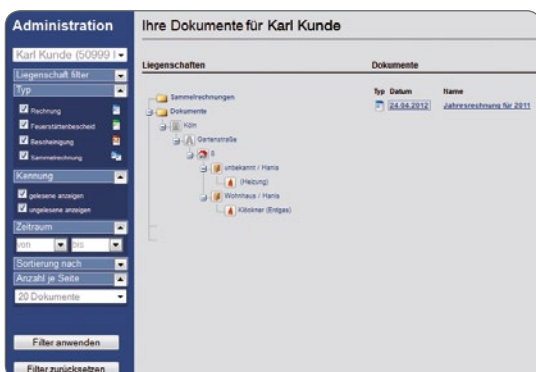 Administration
Karl Kunde (50999
Liegenschaft filter
Typ
Rechnung
Feuerstättenbescheid
Bescheinigung
Sammelrechnung
Kennung
gelesene anzeigen
ungelesene anzeigen
Zeitraum
von bis
Sortierung nach
Anzahl je Seite
20 Dokumente
Filter anwenden
Filter zurücksetzen
Ihre Dokumente für Karl Kunde
Liegenschaften
Sammelrechnungen
Dokumente
Köln
Gartenstraße
8
unbekannt / Hanis
(Heizung)
Wohnhaus / Hanis
Klöckner (Erdgas)
Dokumente
Typ Datum Name
24.04.2012 Jahresrechnung für 2011